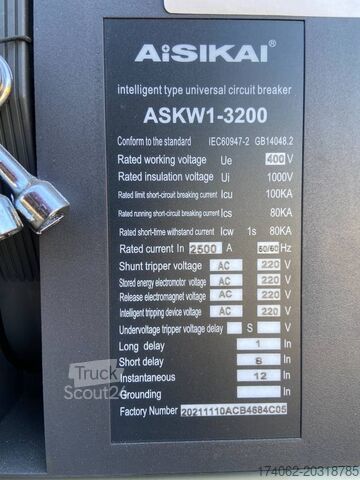 AiSIKAI
intelligent type universal circuit breaker
ASKW1-3200
Conform to the standard IEC60947-2 GB14048.2
Rated working voltage Ue 400 V
Rated insulation voltage Ui 1000V
Rated limit short-circuit breaking current Icu 100KA
Rated running short-circuit breaking current Ics 80KA
Rated short-time withstand current Icw 1s 80KA
Rated current In 2500 A 50/60 Hz
Shunt tripper voltage AC 220 V
Stored energy electromotor voltage AC 220 V
Release electromagnet voltage AC 220 V
Intelligent tripping device voltage AC 220 V
Undervoltage tripper voltage delay S V
Long delay 1 In
Short delay 6 In
Instantaneous 12 In
Grounding In
Factory Number 20211110ACB4684C05
Truck
Scout24
174062-20318785